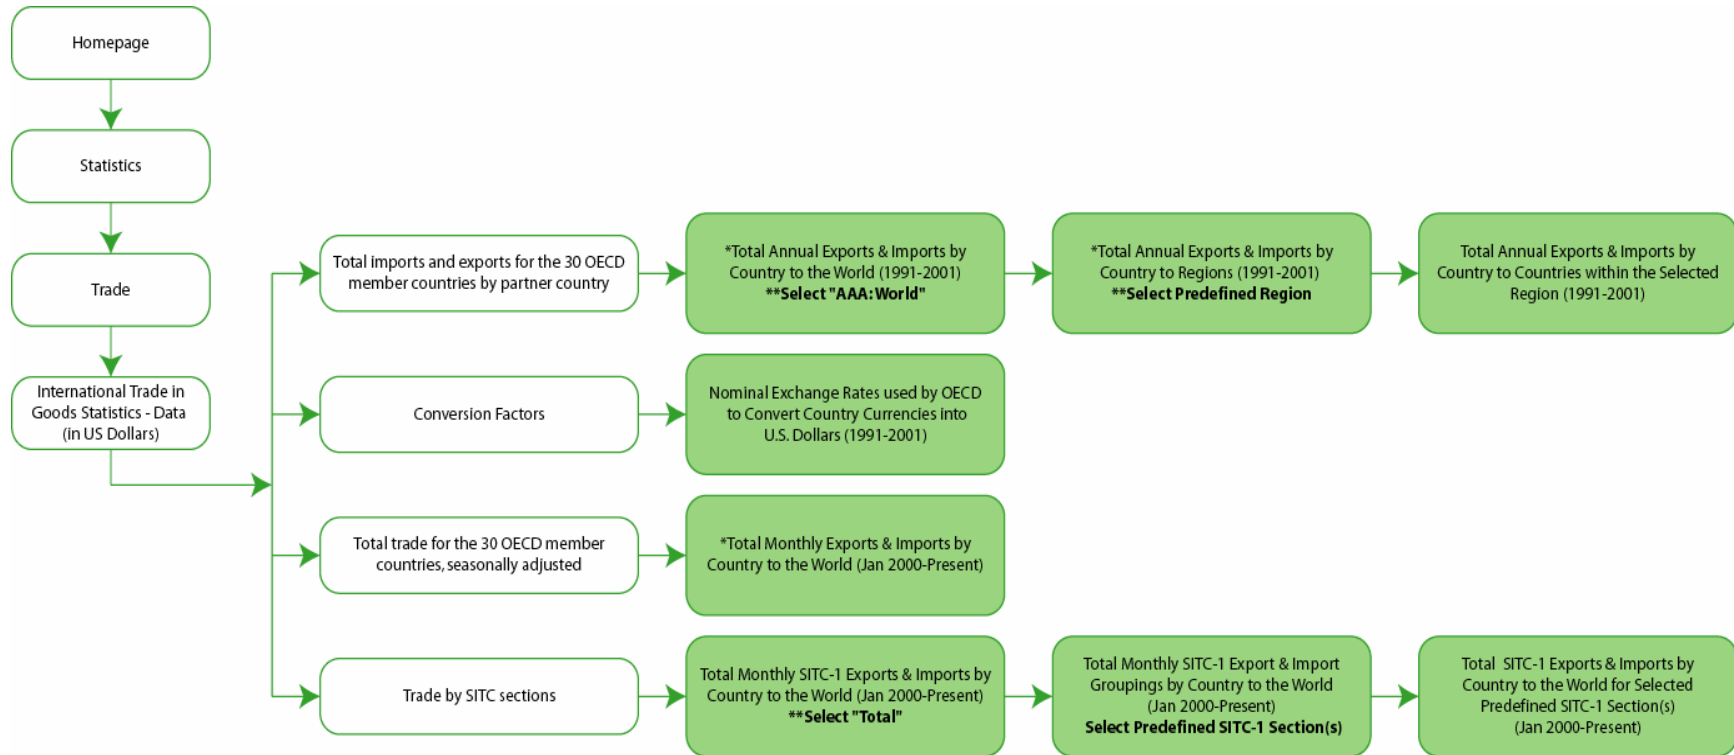 Homepage
Statistics
Trade
International Trade in
Goods Statistics - Data
(in US Dollars)
Total imports and exports for the 30 OECD
member countries by partner country
*Total Annual Exports & Imports by
Country to the World (1991-2001)
**Select "AAA: World"
*Total Annual Exports & Imports by
Country to Regions (1991-2001)
**Select Predefined Region
Total Annual Exports & Imports by
Country to Countries within the Selected
Region (1991-2001)
Conversion Factors
Nominal Exchange Rates used by OECD
to Convert Country Currencies into
U.S. Dollars (1991-2001)
Total trade for the 30 OECD member
countries, seasonally adjusted
*Total Monthly Exports & Imports by
Country to the World (Jan 2000-Present)
Trade by SITC sections
Total Monthly SITC-1 Exports & Imports by
Country to the World (Jan 2000-Present)
**Select "Total"
Total Monthly SITC-1 Export & Import
Groupings by Country to the World
(Jan 2000-Present)
Select Predefined SITC-1 Section(s)
Total SITC-1 Exports & Imports by
Country to the World for Selected
Predefined SITC-1 Section(s)
(Jan 2000-Present)